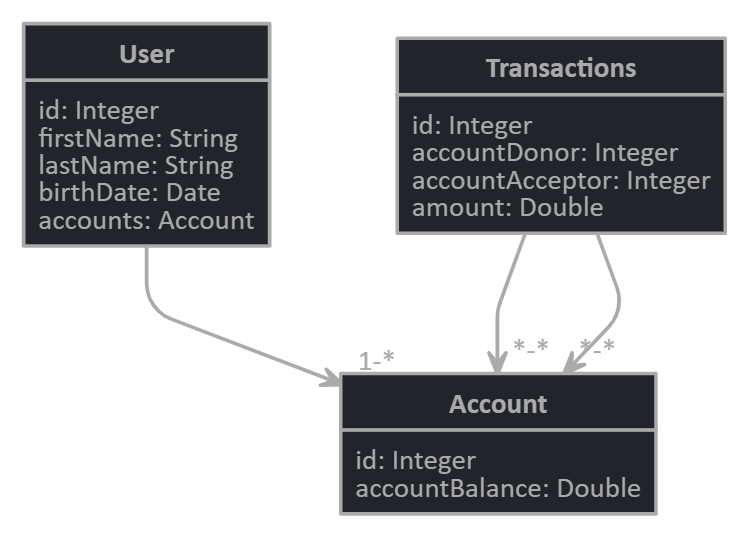 User
id: Integer
firstName: String
lastName: String
birthDate: Date
accounts: Account
Transactions
id: Integer
accountDonor: Integer
accountAcceptor: Integer
amount: Double
1-*
*-*
*-*
Account
id: Integer
accountBalance: Double